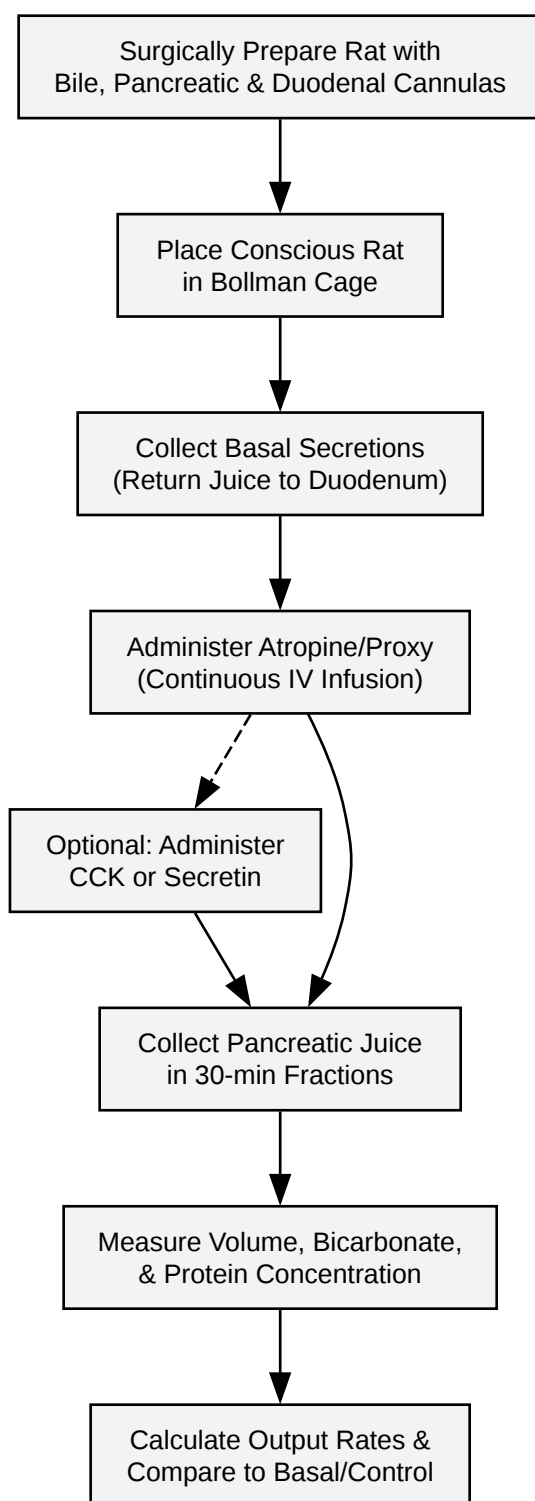 Surgically Prepare Rat with
Bile, Pancreatic & Duodenal Cannulas
Place Conscious Rat
in Bollman Cage
Collect Basal Secretions
(Return Juice to Duodenum)
Administer Atropine/Proxy
(Continuous IV Infusion)
Optional: Administer
CCK or Secretin
Collect Pancreatic Juice
in 30-min Fractions
Measure Volume, Bicarbonate,
& Protein Concentration
Calculate Output Rates &
Compare to Basal/Control